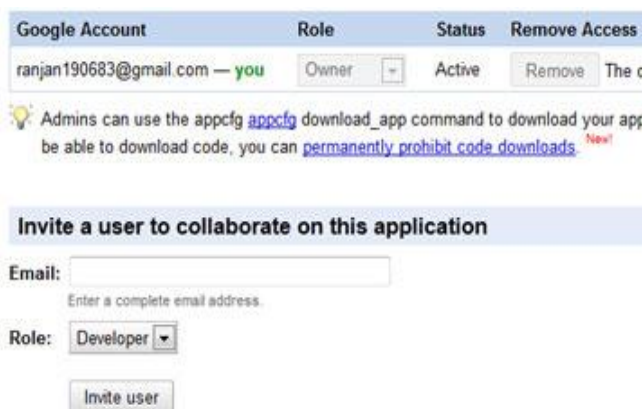 Google Account Role Status Remove Access
ranjan190683@gmail.com — you Owner Active Remove The
Admins can use the appcfg appcfg download_app command to download your app
be able to download code, you can permanently prohibit code downloads. New!
Invite a user to collaborate on this application
Email:
Enter a complete email address.
Role: Developer
Invite user